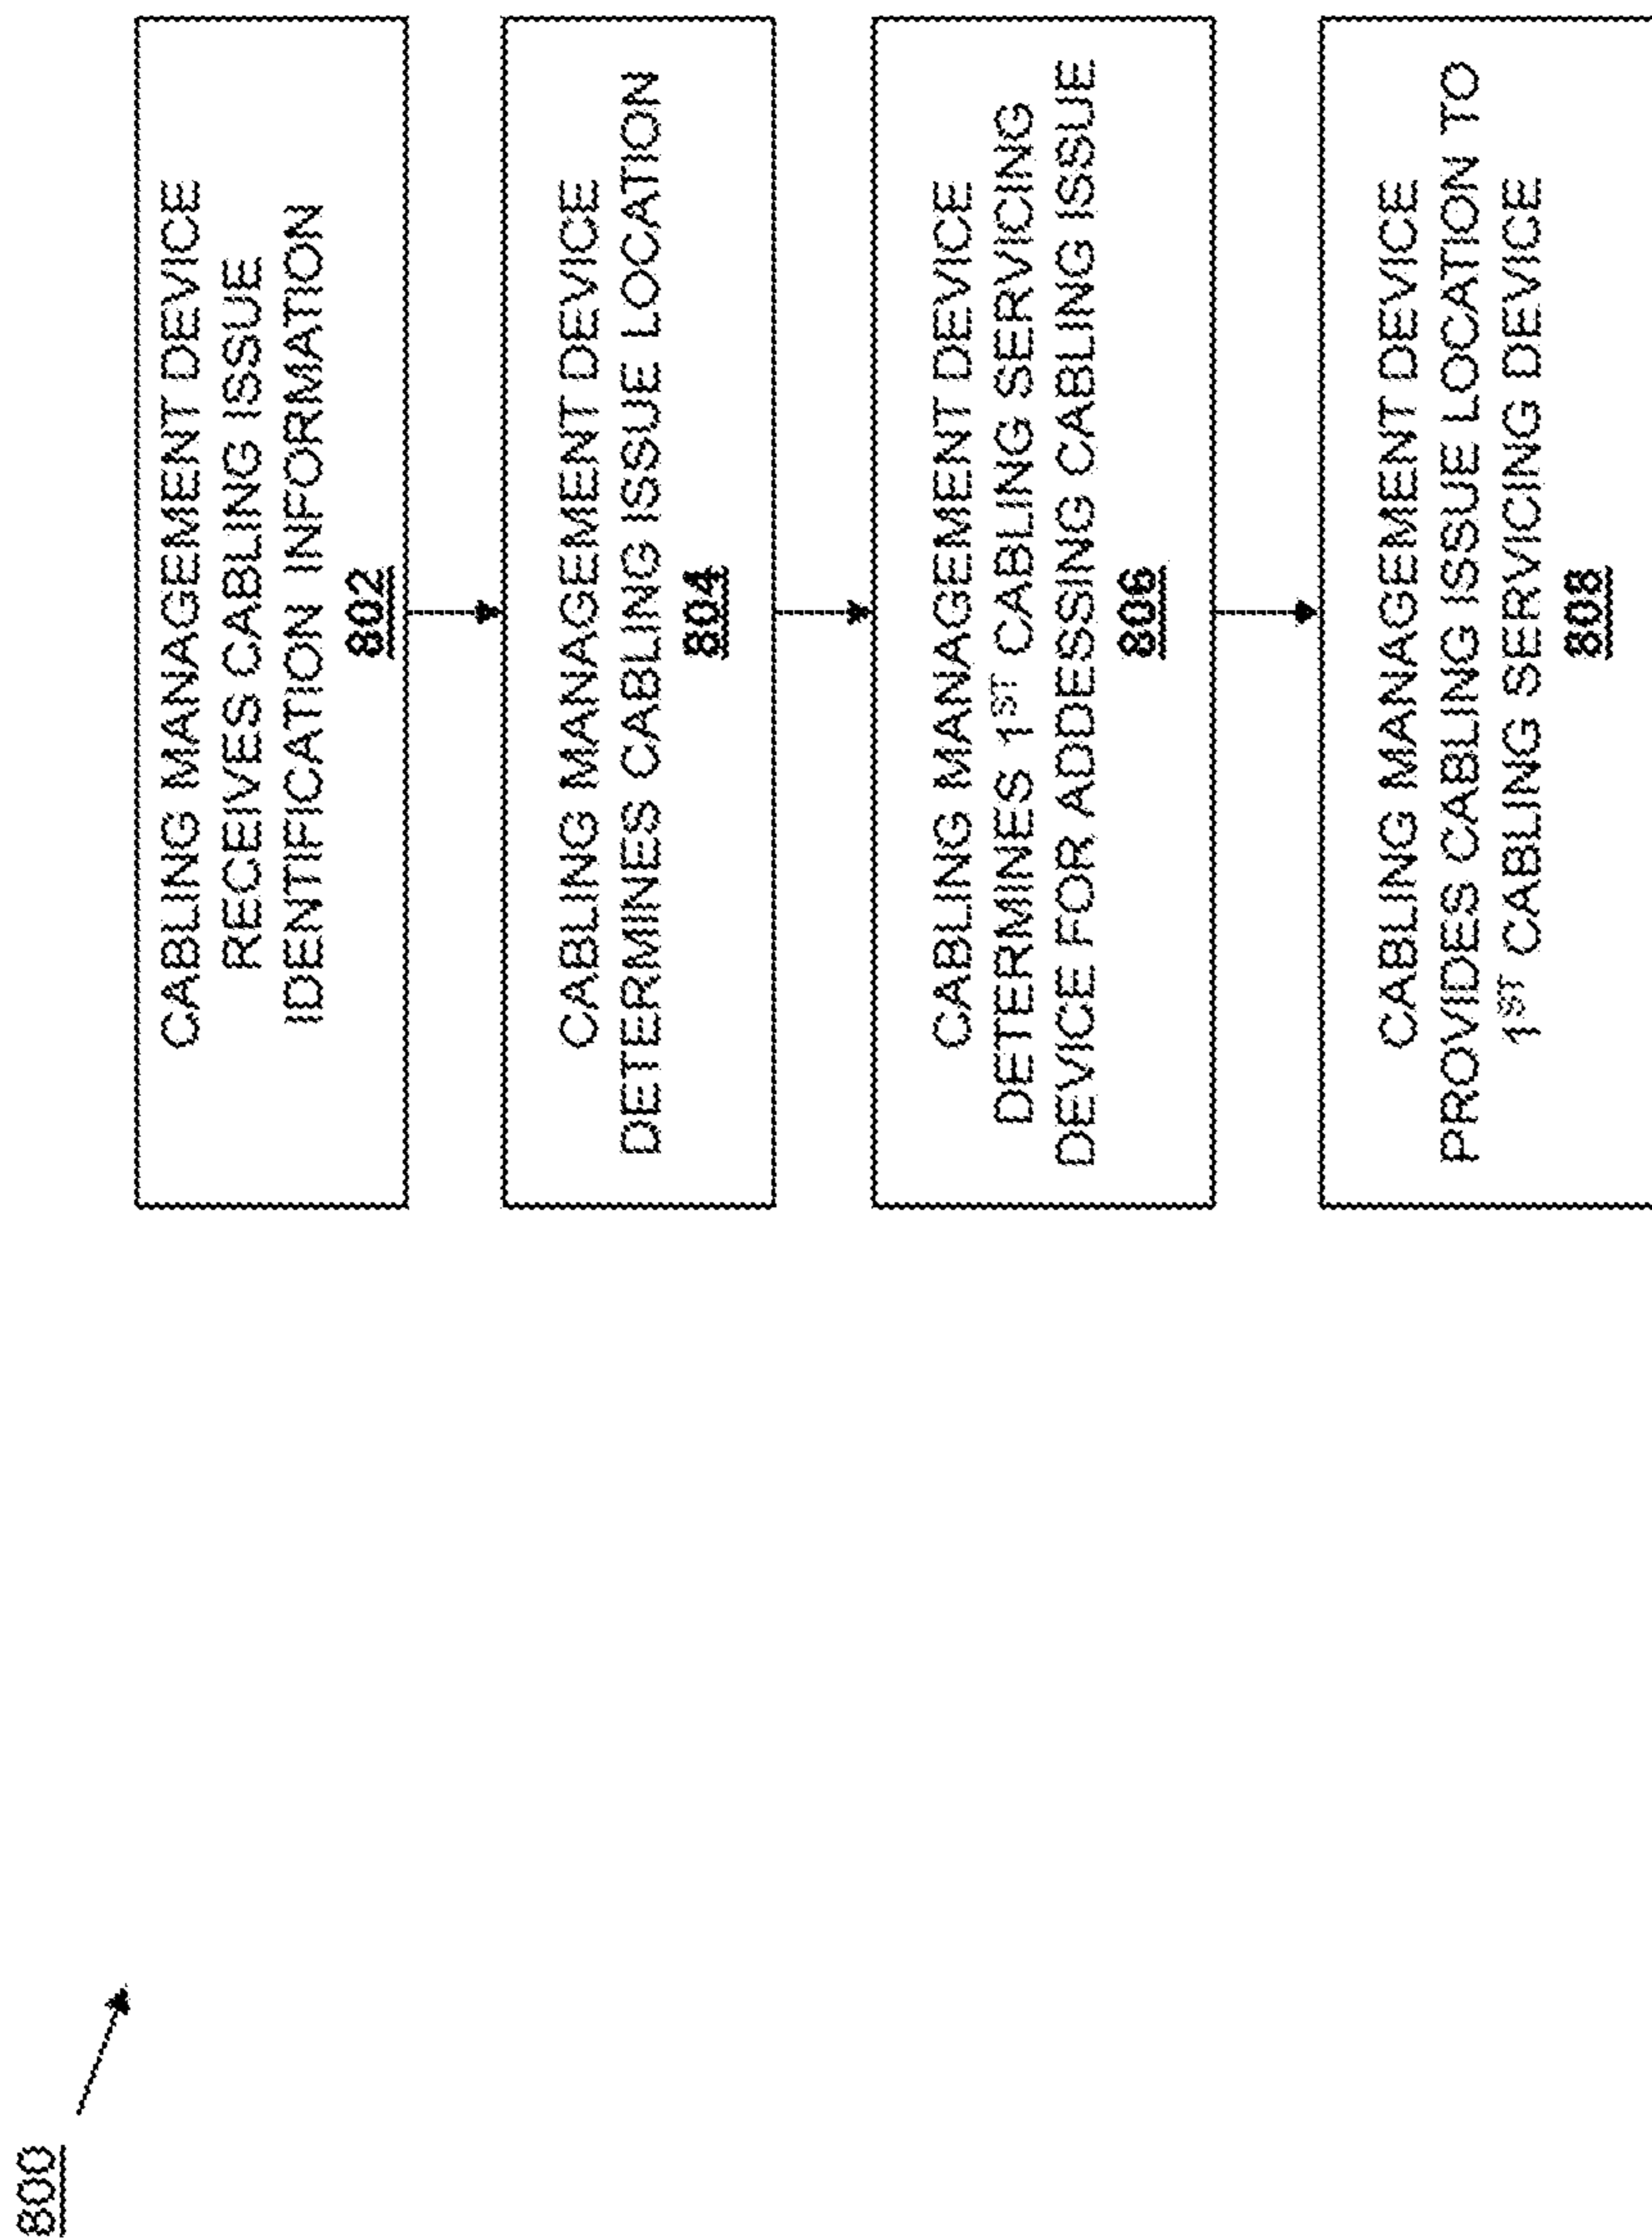 800
CABLING MANAGEMENT DEVICE
RECEIVES CABLING ISSUE
IDENTIFICATION INFORMATION
802
CABLING MANAGEMENT DEVICE
DETERMINES CABLING ISSUE LOCATION
804
CABLING MANAGEMENT DEVICE
DETERMINES 1ST CABLING SERVICING
DEVICE FOR ADDESSING CABLING ISSUE
806
CABLING MANAGEMENT DEVICE
PROVIDES CABLING ISSUE LOCATION TO
1ST CABLING SERVICING DEVICE
808